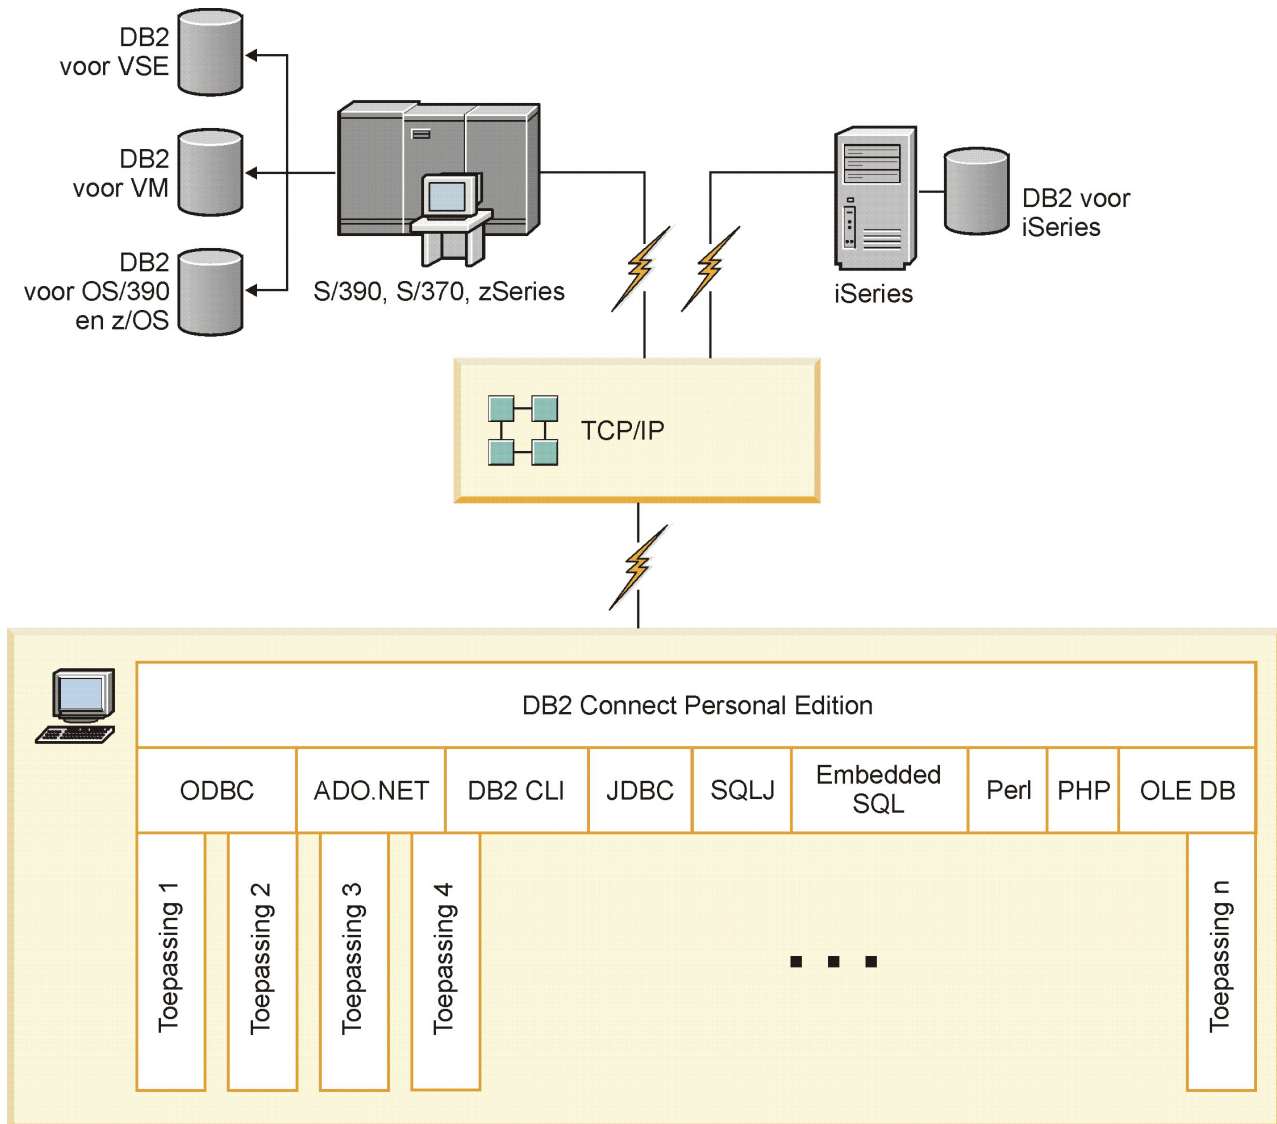 DB2
voor VSE
DB2
voor VM
DB2
voor OS/390
en z/OS
S/390, S/370, zSeries
iSeries
DB2 voor
iSeries
TCP/IP
DB2 Connect Personal Edition
ODBC
ADO.NET
DB2 CLI
JDBC
SQLJ
Embedded
SQL
Perl
PHP
OLE DB
Toepassing 1
Toepassing 2
Toepassing 3
Toepassing 4
Toepassing n